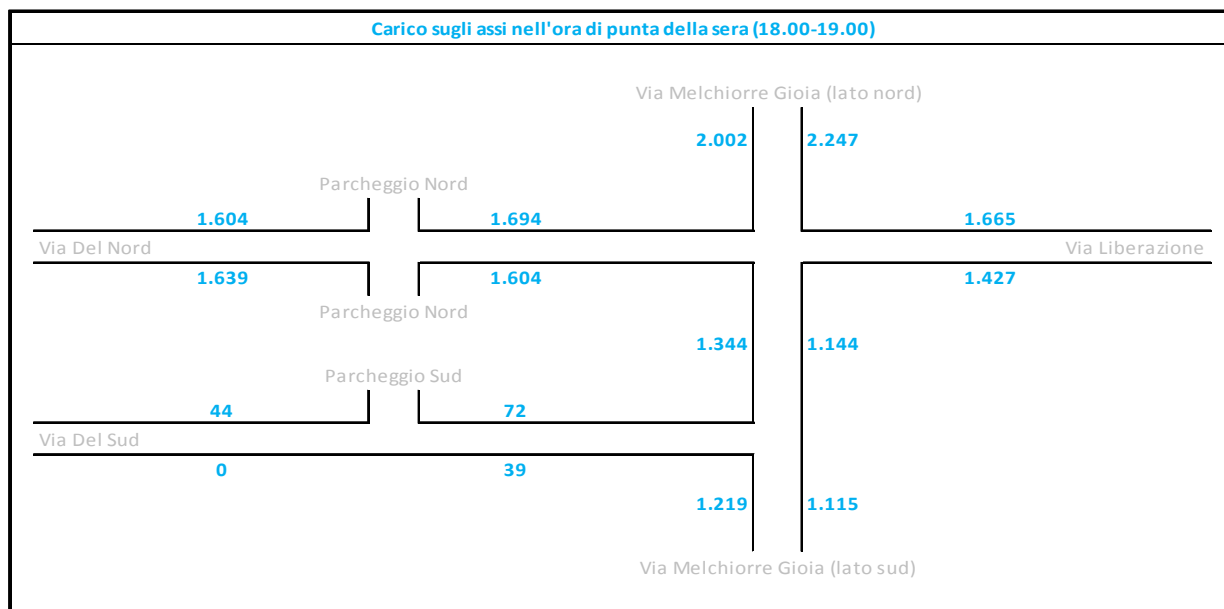 Carico sugli assi nell'ora di punta della sera (18.00-19.00)
Via Melchiorre Gioia (lato nord)
2.002 2.247
Parcheggio Nord
1.604 1.694 1.665
Via Del Nord Via Liberazione
1.639 1.604 1.427
Parcheggio Nord
1.344 1.144
Parcheggio Sud
44 72
Via Del Sud
0 39
1.219 1.115
Via Melchiorre Gioia (lato sud)